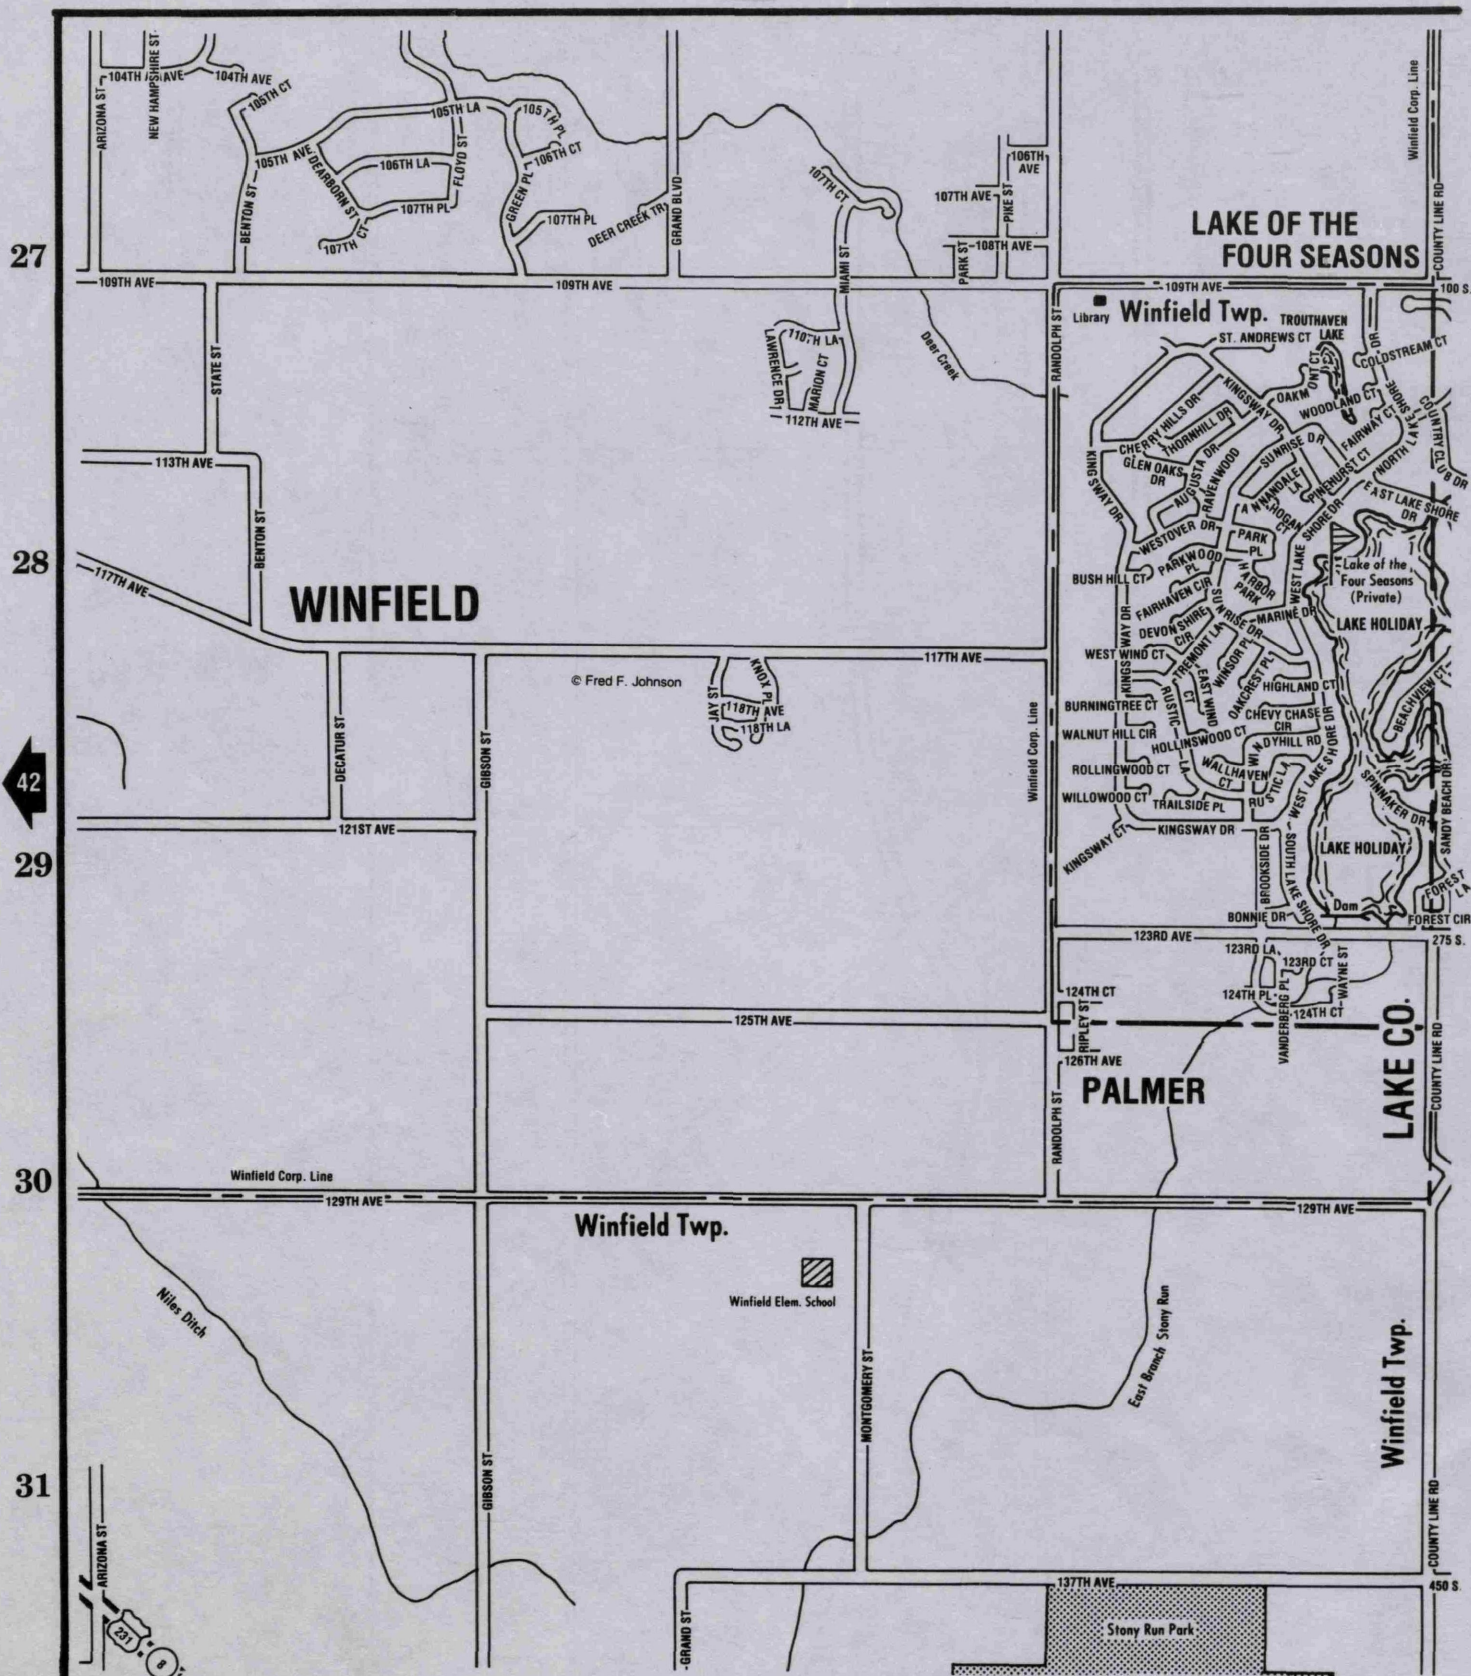 104TH AVE
104TH AVE
NEW HAMPSHIRE ST.
ARIZONA ST
105TH CT
105TH LA
105TH PL
105TH AVE
DEARBORN ST
106TH LA
FLOYD ST
106TH CT
GREEN PL
BENTON ST
107TH PL
107TH CT
107TH PL
DEER CREEK TR
GRAND BLVD
107TH CT
106TH AVE
107TH AVE
PIKE ST
PARK ST
108TH AVE
MIAMI ST
Winfield Corp. Line
COUNTY LINE RD
LAKE OF THE
FOUR SEASONS
27
109TH AVE
109TH AVE
109TH AVE
100 S.
Library
Winfield Twp.
TROUTHAVEN
LAKE
ST. ANDREWS CT
COLDSTREAM CT
RANDOLPH ST
STATE ST
LAWRENCE DR
110TH LA
MARION CT
112TH AVE
Deer Creek
OAKMONT CT
WOODLAND CT
KINGSWAY DR
CHERRY HILLS DR
THORNHILL DR
GLEN OAKS
DR
AUGUSTA DR
RAVENWOOD
SUNRISE DR
FAIRWAY CT
NORTH LAKE SHORE RD
COUNTRY CLUB DR
PINEHURST CT
ANNANDALE
LA
HOGAN
CT
EAST LAKE SHORE
DR
KINGSWAY DR
WESTOVER DR
PARK
PL
WEST LAKE SHORE DR
113TH AVE
BENTON ST
28
117TH AVE
WINFIELD
BUSH HILL CT
PARKWOOD
PL
HARBOR
PARK
FAIRHAVEN CIR
SUNRISE DR
MARINE DR
DEVONSHIRE
CIR
Lake of the
Four Seasons
(Private)
LAKE HOLIDAY
WEST WIND CT
TREMONT LA
WINSOR PL
OAKCREST PL
EAST WIND
CT
HIGHLAND CT
117TH AVE
© Fred F. Johnson
KNOX PL
JAY ST
118TH AVE
118TH LA
KINGSWAY DR
BURNINGTREE CT
RUSTIC LA
CHEVY CHASE
CIR
BEACHVIEW CT
WALNUT HILL CIR
HOLLINSWOOD CT
WINDYHILL RD
ROLLINGWOOD CT
WALLHAVEN
CT
RUSTIC LA
WEST LAKE SHORE DR
SPINNAKER DR
SANDY BEACH DR
WILLOWOOD CT
TRAILSIDE PL
KINGSWAY CT
KINGSWAY DR
Winfield Corp. Line
DECATUR ST
GIBSON ST
42
121ST AVE
29
BROOKSIDE DR
SOUTH LAKE SHORE DR
LAKE HOLIDAY
FOREST
LA
BONNIE DR
Dam
FOREST CIR
123RD AVE
275 S.
123RD LA
123RD CT
WAYNE ST
124TH CT
124TH PL
124TH CT
VANDERBERG PL
RIPLEY ST
125TH AVE
126TH AVE
PALMER
LAKE CO.
COUNTY LINE RD
RANDOLPH ST
30
Winfield Corp. Line
129TH AVE
129TH AVE
Winfield Twp.
Winfield Elem. School
Niles Ditch
East Branch Stony Run
MONTGOMERY ST
Winfield Twp.
31
GIBSON ST
COUNTY LINE RD
ARIZONA ST
231
8
GRAND ST
137TH AVE
450 S.
Stony Run Park